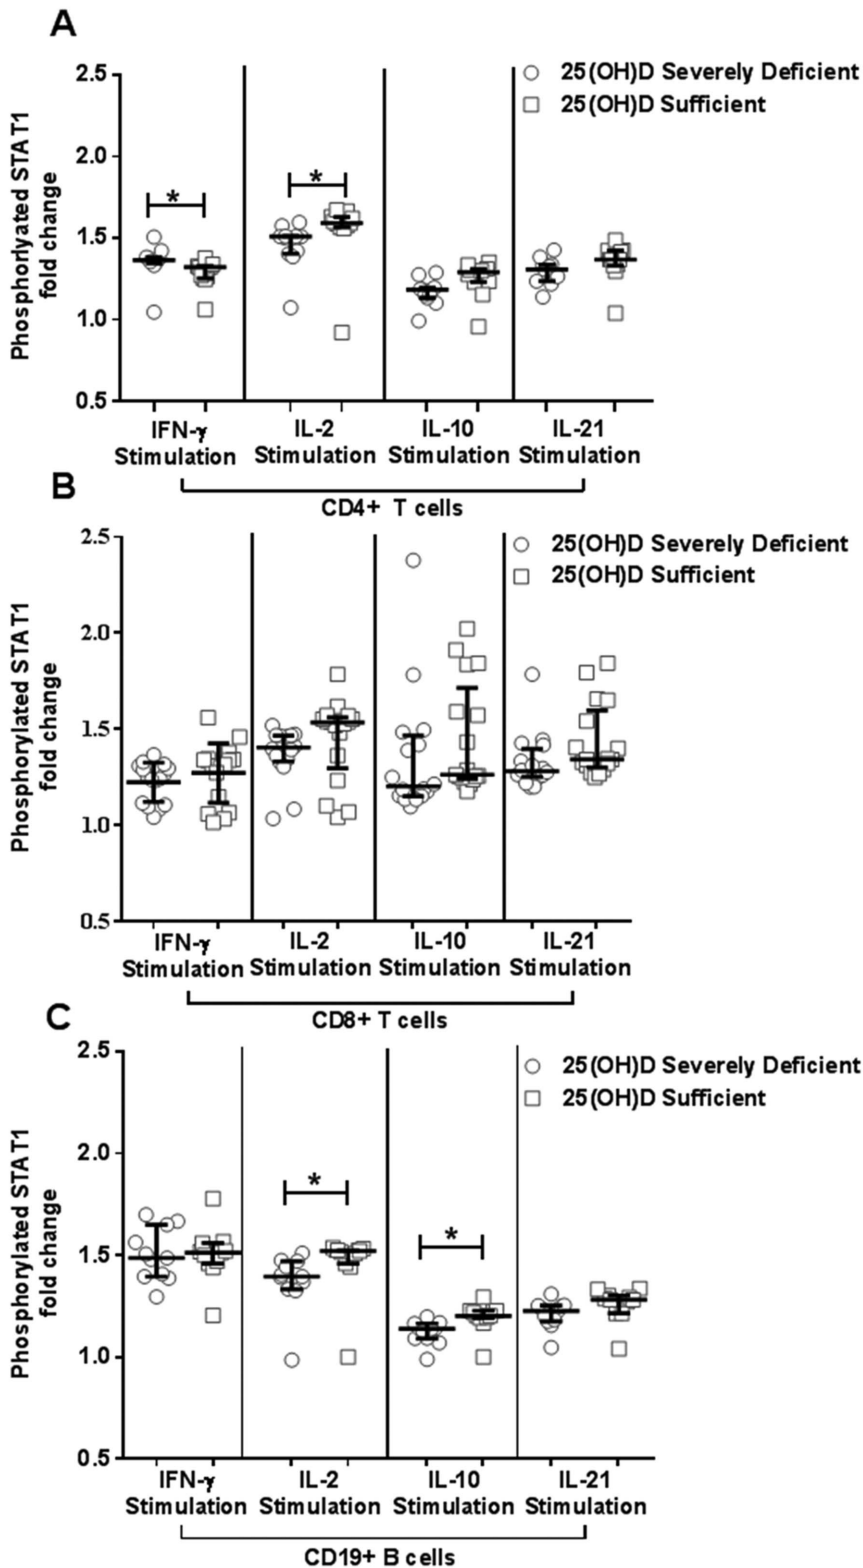 A
2.5
2.0
1.5
1.0
0.5
Phosphorlyated STAT1
fold change
25(OH)D Severely Deficient
25(OH)D Sufficient
*
*
IFN-γ
Stimulation
IL-2
Stimulation
IL-10
Stimulation
IL-21
Stimulation
CD4+ T cells
B
2.5
2.0
1.5
1.0
0.5
Phosphorylated STAT1
fold change
25(OH)D Severely Deficient
25(OH)D Sufficient
IFN-γ
Stimulation
IL-2
Stimulation
IL-10
Stimulation
IL-21
Stimulation
CD8+ T cells
C
2.5
2.0
1.5
1.0
0.5
Phosphorylated STAT1
fold change
25(OH)D Severely Deficient
25(OH)D Sufficient
*
*
IFN-γ
Stimulation
IL-2
Stimulation
IL-10
Stimulation
IL-21
Stimulation
CD19+ B cells